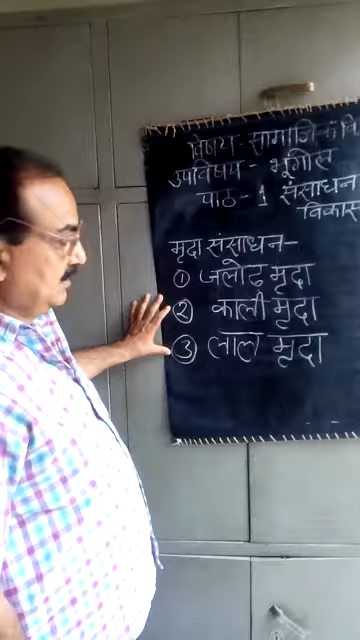 विषय - सामाजिक वि
उपविषय - भूगोल
पाठ - 1 संसाधन
विकास
मृदा संसाधन -
① जलोढ़ मृदा
② काली मृदा
③ लाल मृदा